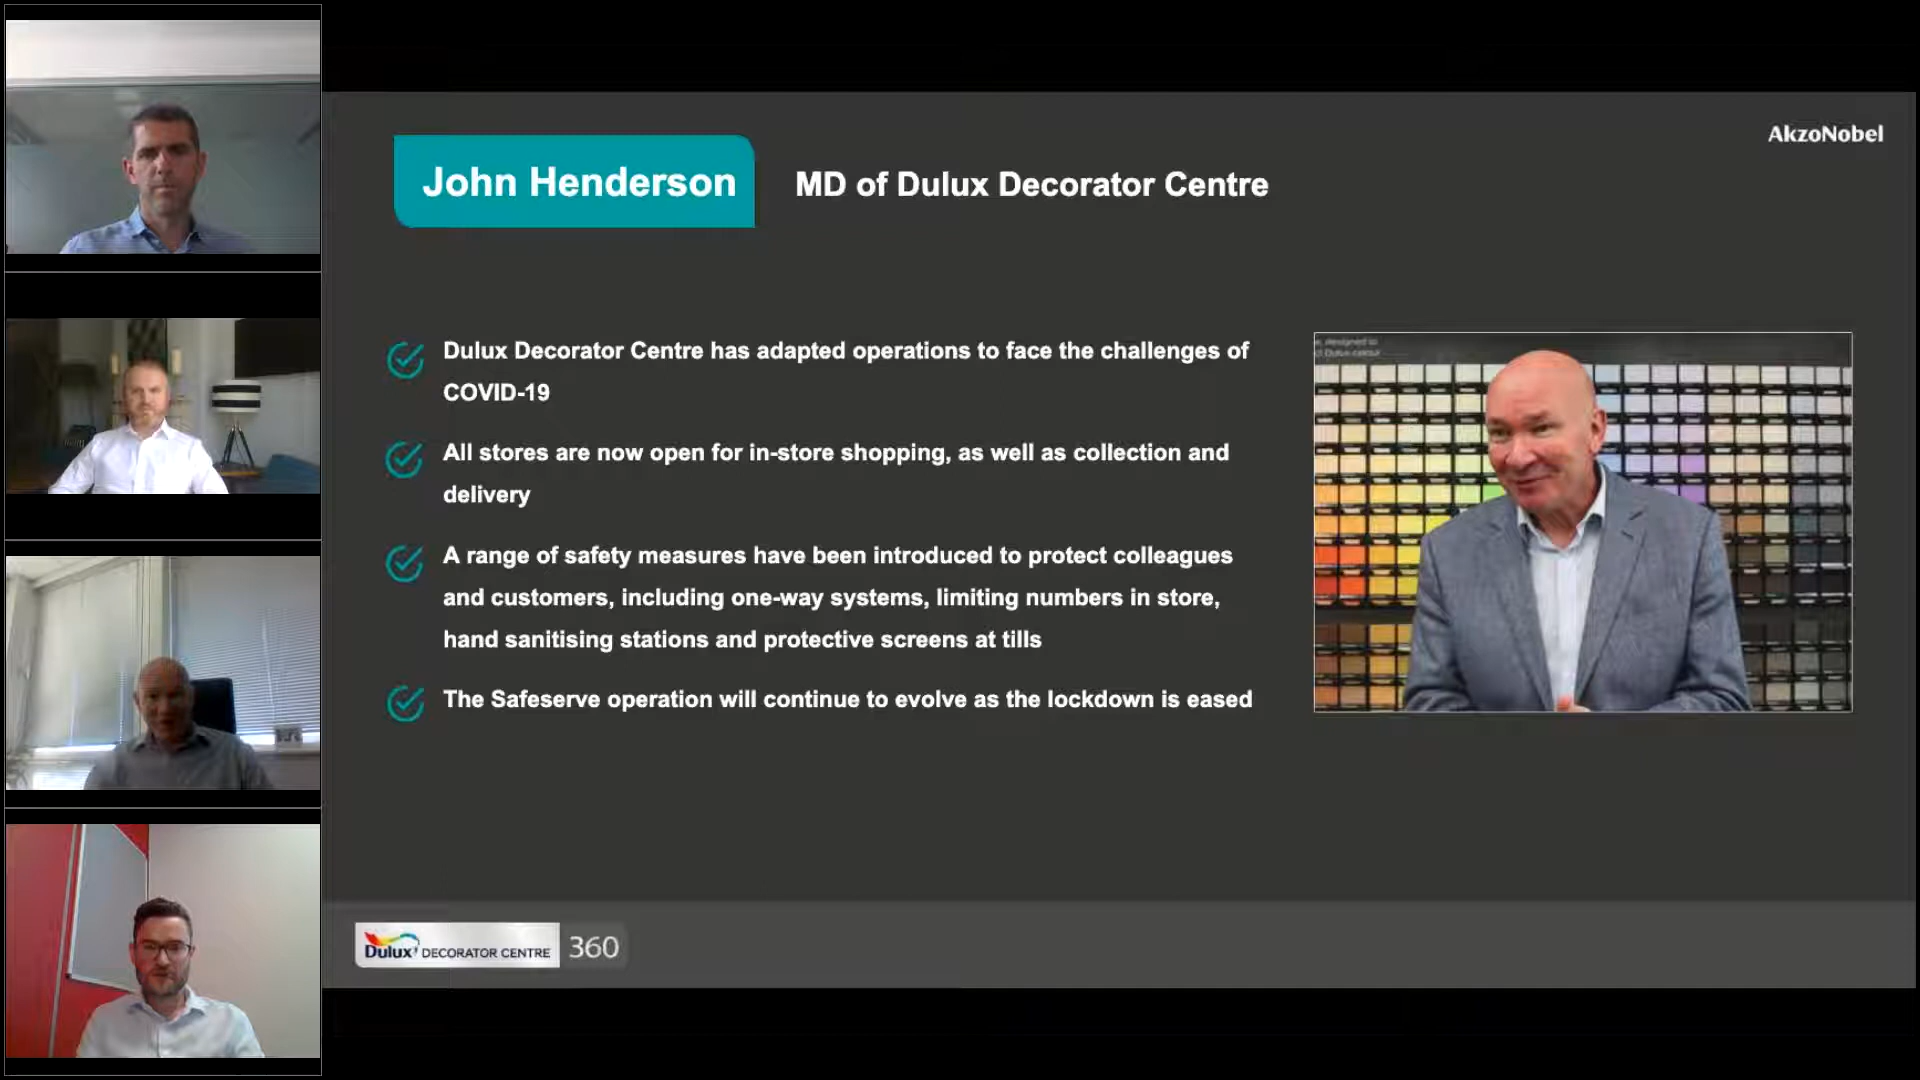 AkzoNobel
John Henderson
MD of Dulux Decorator Centre
Dulux Decorator Centre has adapted operations to face the challenges of
COVID-19
All stores are now open for in-store shopping, as well as collection and
delivery
A range of safety measures have been introduced to protect colleagues
and customers, including one-way systems, limiting numbers in store,
hand sanitising stations and protective screens at tills
The Safeserve operation will continue to evolve as the lockdown is eased
Dulux DECORATOR CENTRE 360